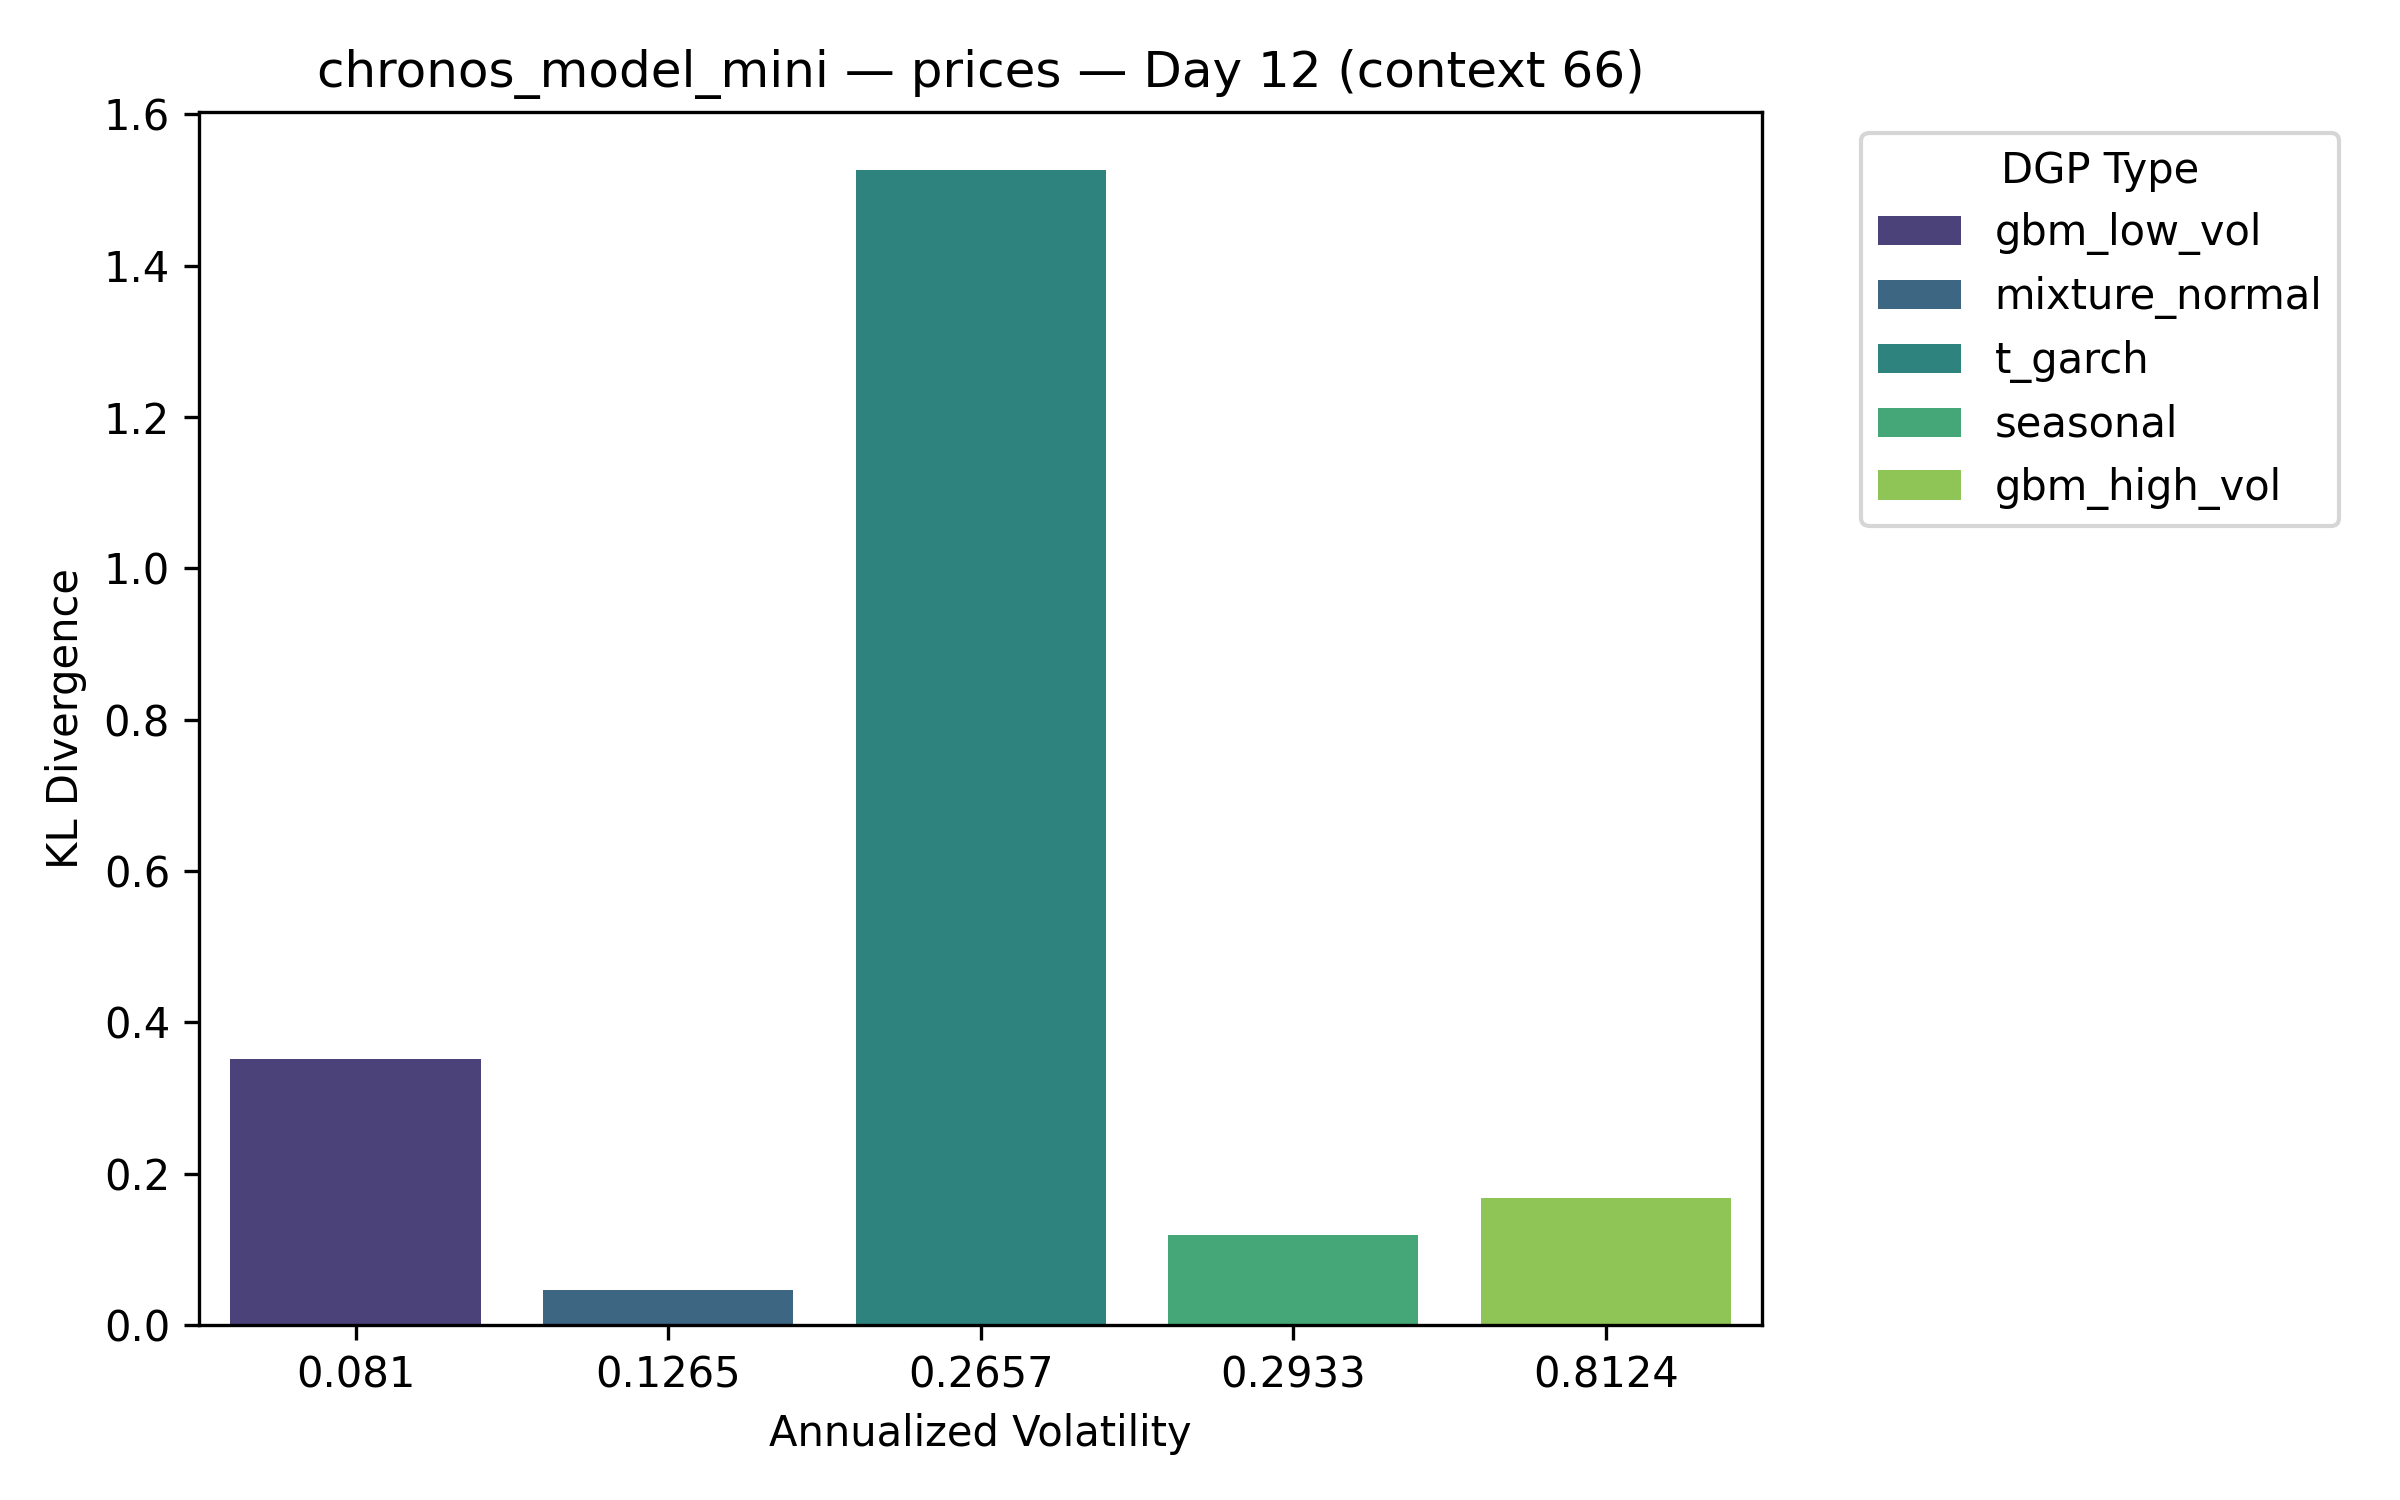 chronos_model_mini — prices — Day 12 (context 66)
1.6
1.4
1.2
1.0
0.8
0.6
0.4
0.2
0.0
KL Divergence
0.081 0.1265 0.2657 0.2933 0.8124
Annualized Volatility
DGP Type
gbm_low_vol
mixture_normal
t_garch
seasonal
gbm_high_vol